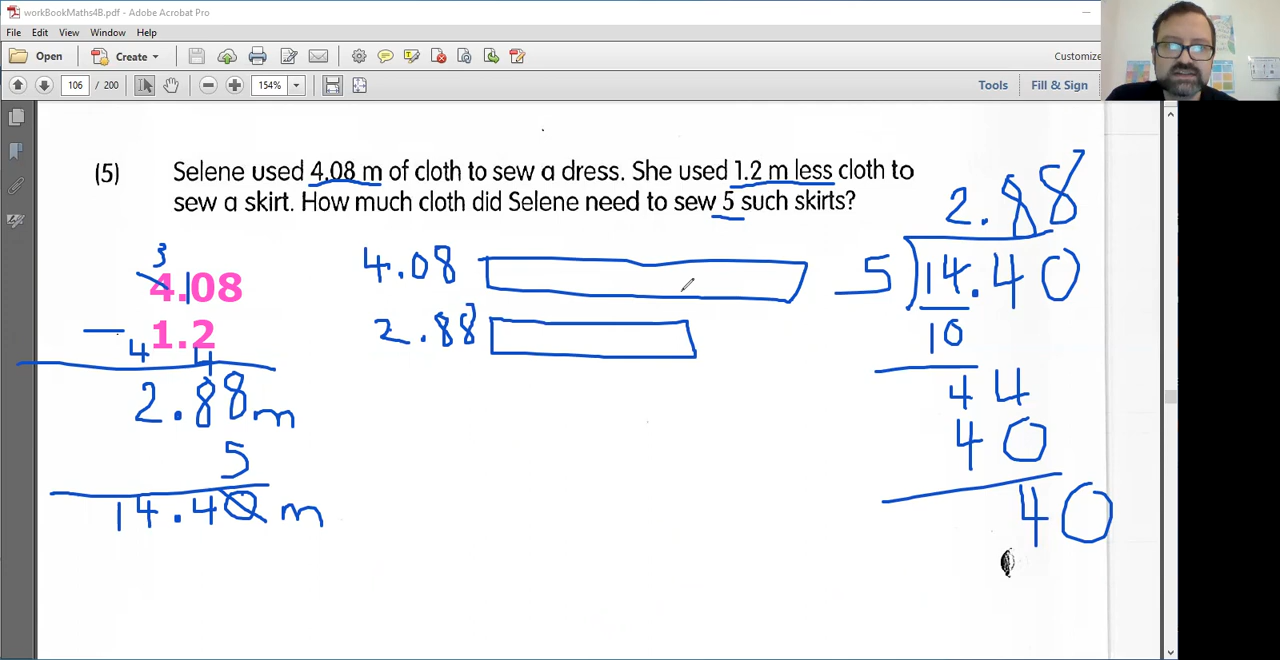 workBookMaths4B.pdf - Adobe Acrobat Pro
File Edit View Window Help
Open Create Customize
106 / 200 154% Tools Fill & Sign
(5) Selene used 4.08 m of cloth to sew a dress. She used 1.2 m less cloth to
sew a skirt. How much cloth did Selene need to sew 5 such skirts?
3
4.108
− 1.2
4 4
2.88 m
5
14.40 m
4.08
2.88
2.88
5 14.40
10
44
40
40